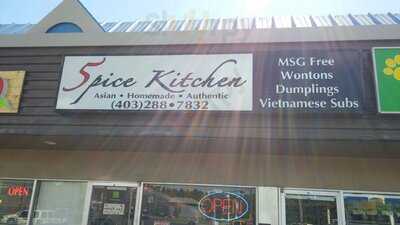 5pice Kitchen
Asian • Homemade • Authentic
(403)288•7832
MSG Free
Wontons
Dumplings
Vietnamese Subs
OPEN
OPEN